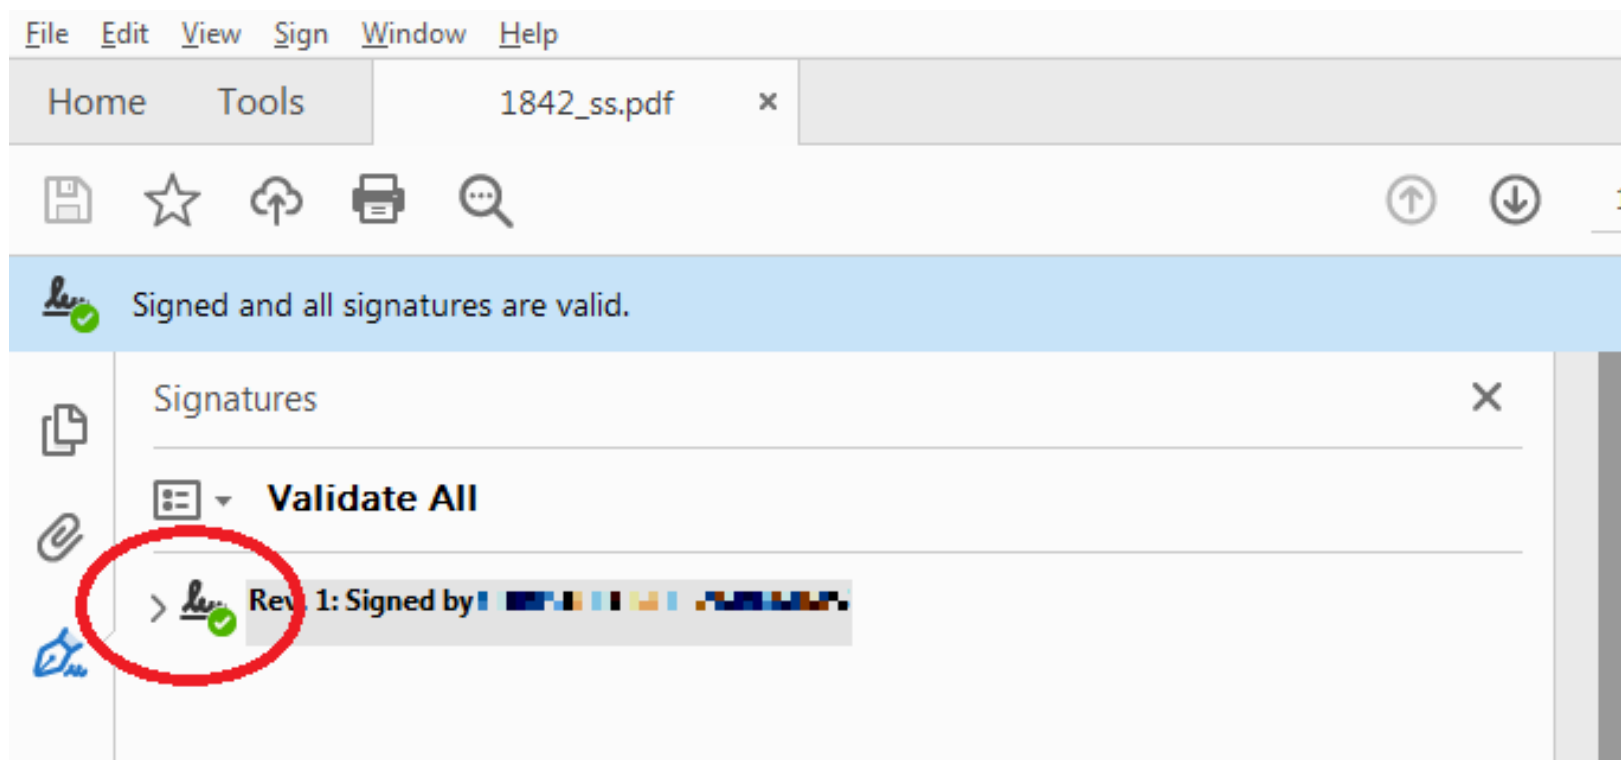 File Edit View Sign Window Help
Home Tools 1842_ss.pdf ×
Signed and all signatures are valid.
Signatures
Validate All
Rev. 1: Signed by